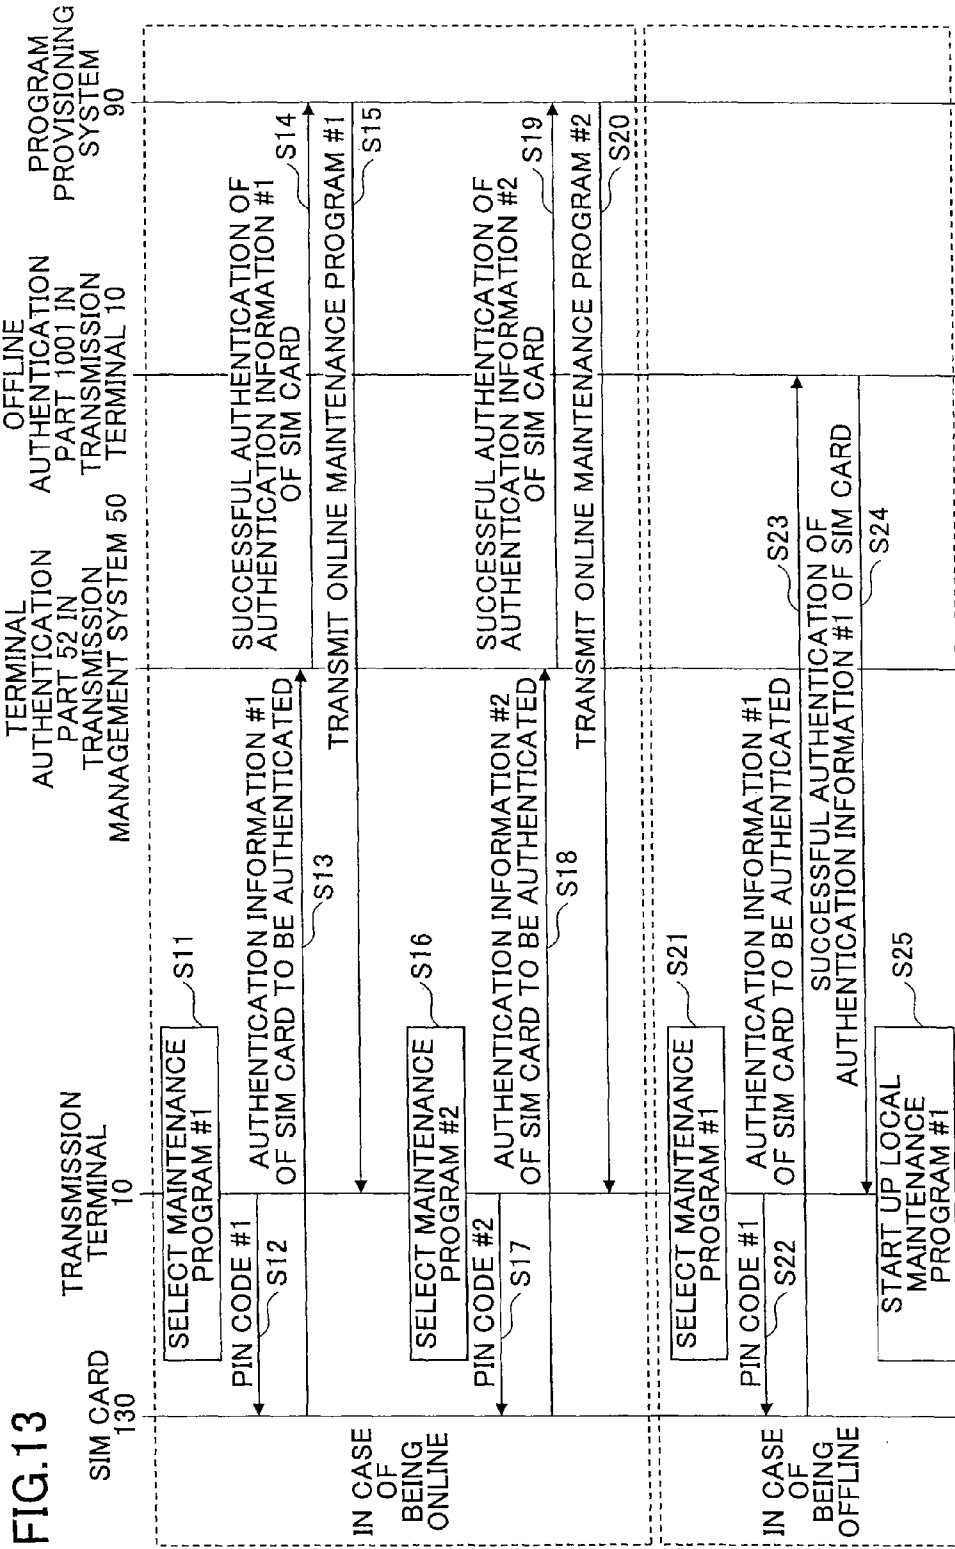 FIG.13
SIM CARD
130
TRANSMISSION
TERMINAL
10
TERMINAL
AUTHENTICATION
PART 52 IN
TRANSMISSION
MANAGEMENT SYSTEM 50
OFFLINE
AUTHENTICATION
PART 1001 IN
TRANSMISSION
TERMINAL 10
PROGRAM
PROVISIONING
SYSTEM
90
IN CASE
OF
BEING
ONLINE
SELECT MAINTENANCE
PROGRAM #1
S11
PIN CODE #1
S12
AUTHENTICATION INFORMATION #1
OF SIM CARD TO BE AUTHENTICATED
S13
SUCCESSFUL AUTHENTICATION OF
AUTHENTICATION INFORMATION #1
OF SIM CARD
S14
TRANSMIT ONLINE MAINTENANCE PROGRAM #1
S15
SELECT MAINTENANCE
PROGRAM #2
S16
PIN CODE #2
S17
AUTHENTICATION INFORMATION #2
OF SIM CARD TO BE AUTHENTICATED
S18
SUCCESSFUL AUTHENTICATION OF
AUTHENTICATION INFORMATION #2
OF SIM CARD
S19
TRANSMIT ONLINE MAINTENANCE PROGRAM #2
S20
IN CASE
OF
BEING
OFFLINE
SELECT MAINTENANCE
PROGRAM #1
S21
PIN CODE #1
S22
AUTHENTICATION INFORMATION #1
OF SIM CARD TO BE AUTHENTICATED
S23
SUCCESSFUL AUTHENTICATION OF
AUTHENTICATION INFORMATION #1 OF SIM CARD
S24
START UP LOCAL
MAINTENANCE
PROGRAM #1
S25